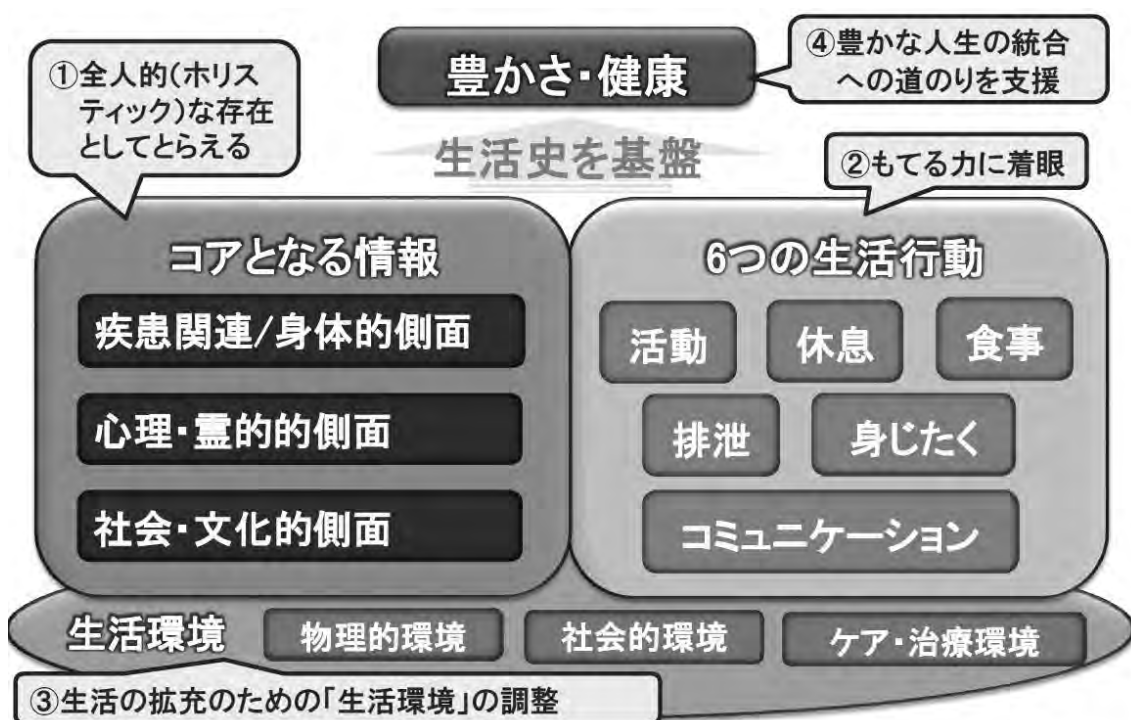 豊かさ・健康
④豊かな人生の統合
への道のりを支援
①全人的(ホリス
ティック)な存在
としてとらえる
生活史を基盤
②もてる力に着眼
コアとなる情報
疾患関連/身体的側面
心理・霊的的側面
社会・文化的側面
6つの生活行動
活動
休息
食事
排泄
身じたく
コミュニケーション
生活環境
物理的環境
社会的環境
ケア・治療環境
③生活の拡充のための「生活環境」の調整